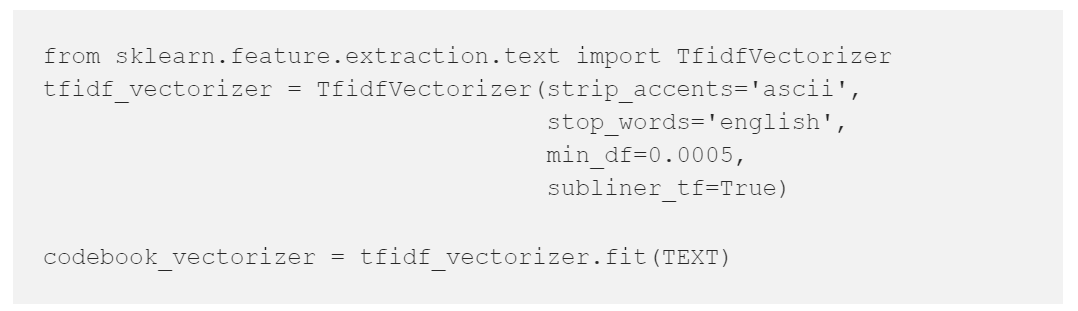 from sklearn.feature.extraction.text import TfidfVectorizer
tfidf_vectorizer = TfidfVectorizer(strip_accents='ascii',
stop_words='english',
min_df=0.0005,
subliner_tf=True)
codebook_vectorizer = tfidf_vectorizer.fit(TEXT)